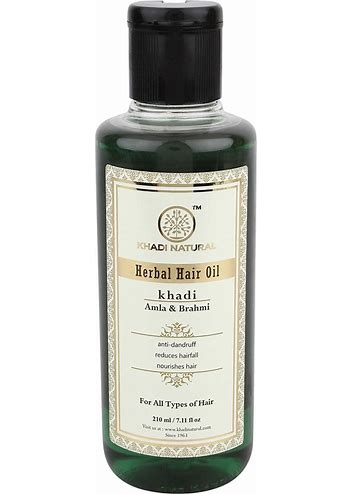 TM
KHADI NATURAL
Herbal Hair Oil
khadi
Amla & Brahmi
anti-dandruff
reduces hairfall
nourishes hair
For All Types of Hair
210 ml / 7.11 fl oz
Visit us at : www.khadinatural.com
Since 1961